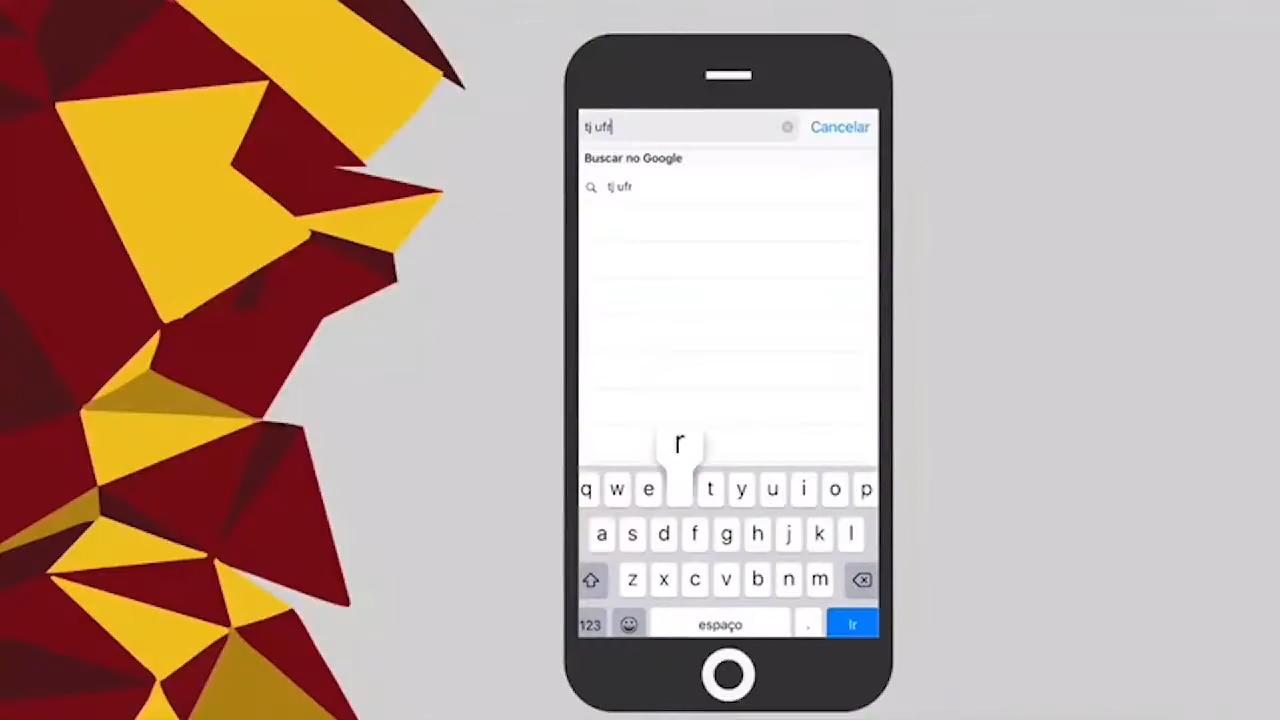 tj ufr
Cancelar
Buscar no Google
tj ufr
r
q w e t y u i o p
a s d f g h j k l
z x c v b n m
123 espaço . Ir